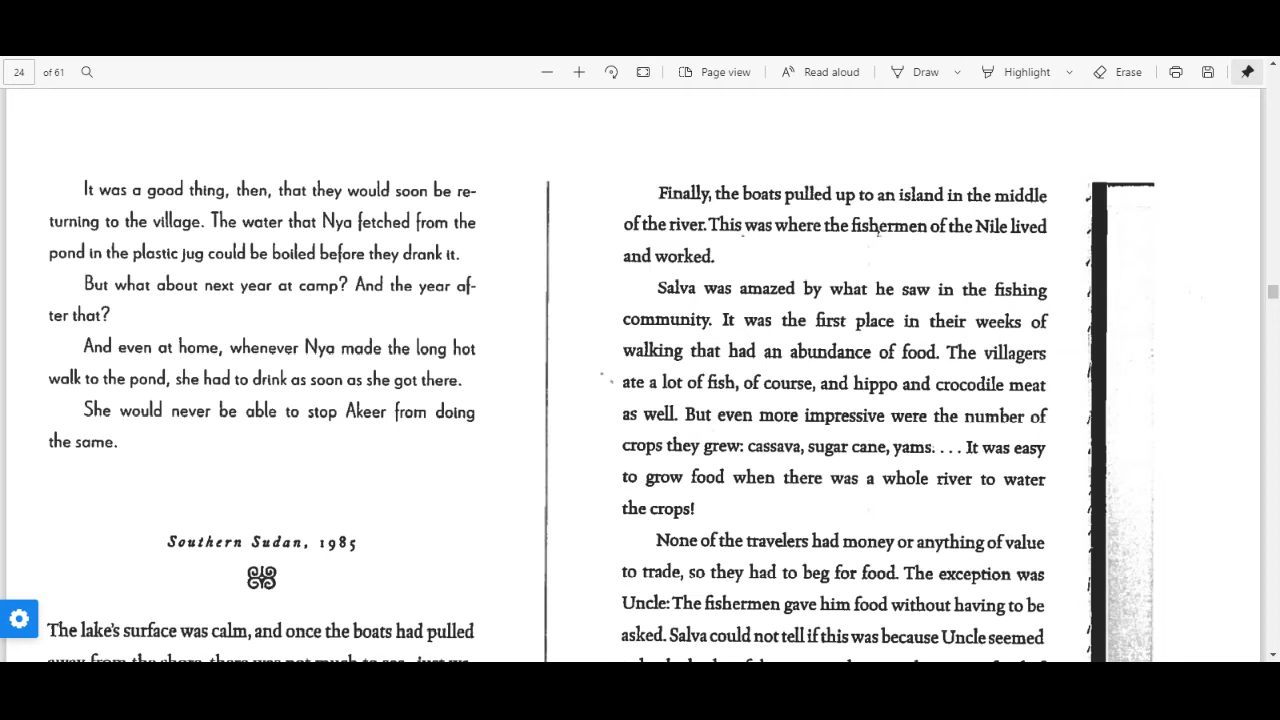 24 of 61
Page view
Read aloud
Draw
Highlight
Erase
It was a good thing, then, that they would soon be re-
turning to the village. The water that Nya fetched from the
pond in the plastic jug could be boiled before they drank it.
But what about next year at camp? And the year af-
ter that?
And even at home, whenever Nya made the long hot
walk to the pond, she had to drink as soon as she got there.
She would never be able to stop Akeer from doing
the same.
Southern Sudan, 1985
The lake's surface was calm, and once the boats had pulled
away from the shore, there was not much to see—just wa-
Finally, the boats pulled up to an island in the middle
of the river. This was where the fishermen of the Nile lived
and worked.
Salva was amazed by what he saw in the fishing
community. It was the first place in their weeks of
walking that had an abundance of food. The villagers
ate a lot of fish, of course, and hippo and crocodile meat
as well. But even more impressive were the number of
crops they grew: cassava, sugar cane, yams. . . . It was easy
to grow food when there was a whole river to water
the crops!
None of the travelers had money or anything of value
to trade, so they had to beg for food. The exception was
Uncle: The fishermen gave him food without having to be
asked. Salva could not tell if this was because Uncle seemed